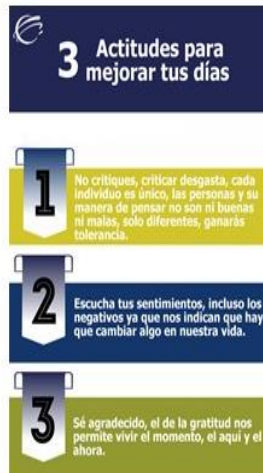 3 Actitudes para
mejorar tus días
1
No critiques, criticar desgasta, cada
individuo es único, las personas y su
manera de pensar no son ni buenas
ni malas, solo diferentes, ganarás
tolerancia.
2
Escucha tus sentimientos, incluso los
negativos ya que nos indican que hay
que cambiar algo en nuestra vida.
3
Sé agradecido, el de la gratitud nos
permite vivir el momento, el aquí y el
ahora.